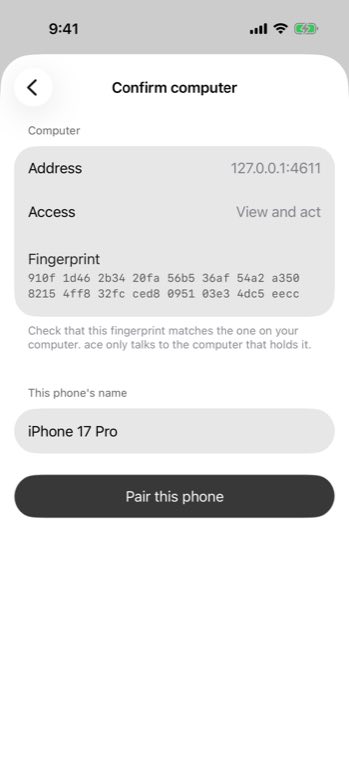 9:41
Confirm computer
Computer
Address 127.0.0.1:4611
Access View and act
Fingerprint
910f 1d46 2b34 20fa 56b5 36af 54a2 a350
8215 4ff8 32fc ced8 0951 03e3 4dc5 eecc
Check that this fingerprint matches the one on your
computer. ace only talks to the computer that holds it.
This phone's name
iPhone 17 Pro
Pair this phone